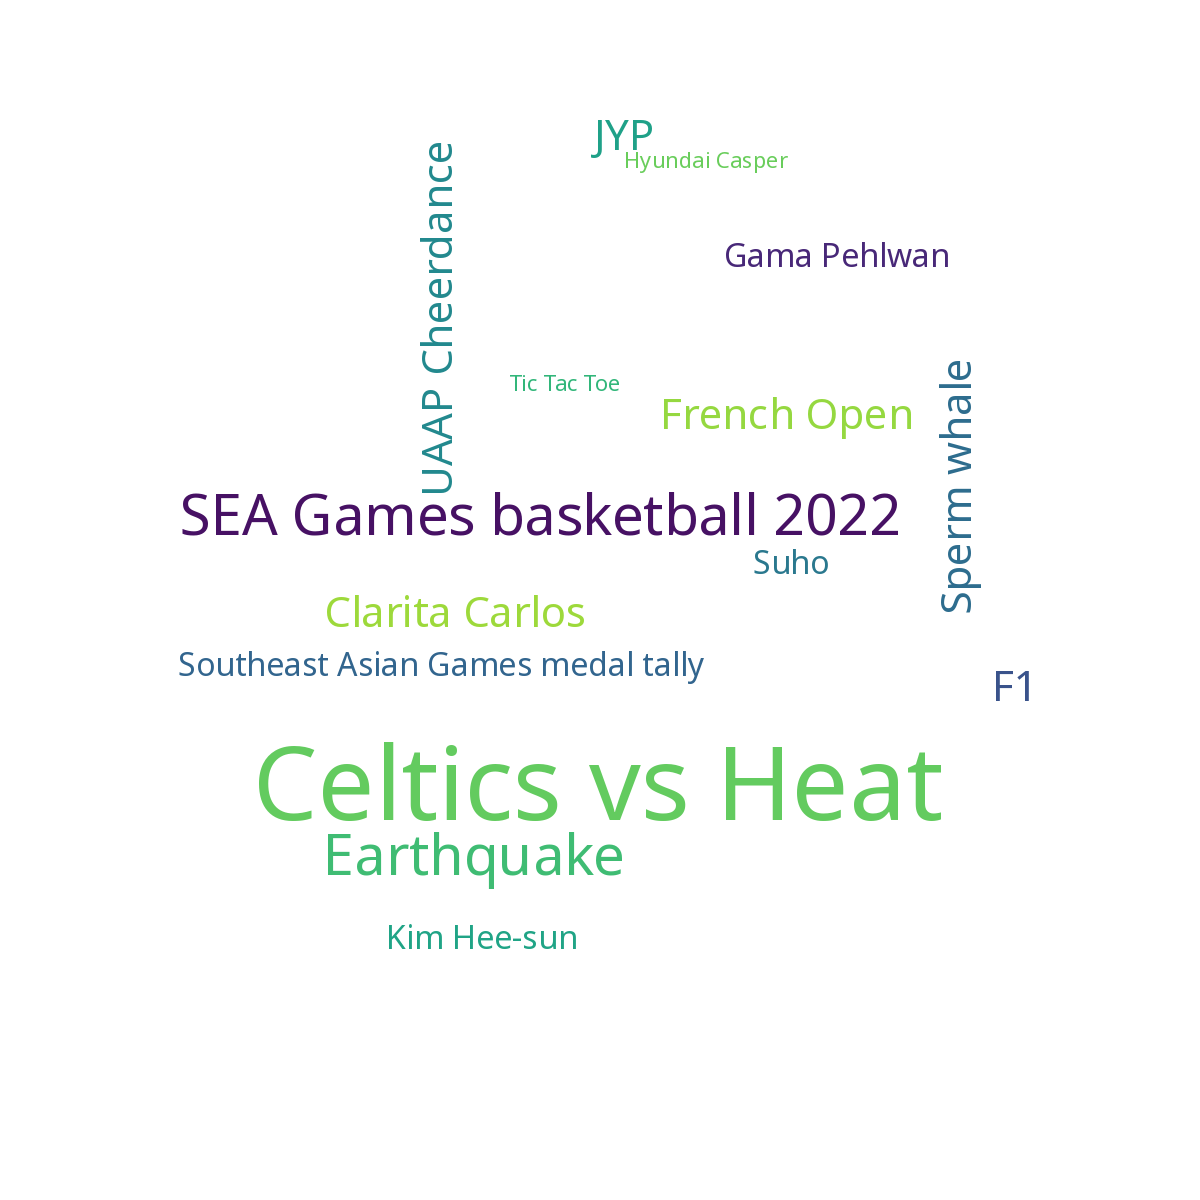 JYP
Hyundai Casper
UAAP Cheerdance
Gama Pehlwan
Tic Tac Toe
French Open
Sperm whale
SEA Games basketball 2022
Suho
Clarita Carlos
Southeast Asian Games medal tally
F1
Celtics vs Heat
Earthquake
Kim Hee-sun